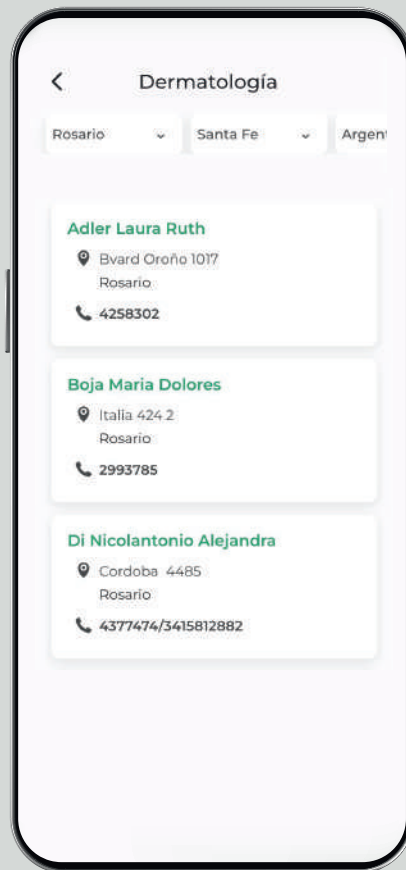 Dermatología
Rosario Santa Fe Argent
Adler Laura Ruth
Bvard Oroño 1017
Rosario
4258302
Boja Maria Dolores
Italia 424 2
Rosario
2993785
Di Nicolantonio Alejandra
Cordoba 4485
Rosario
4377474/3415812882